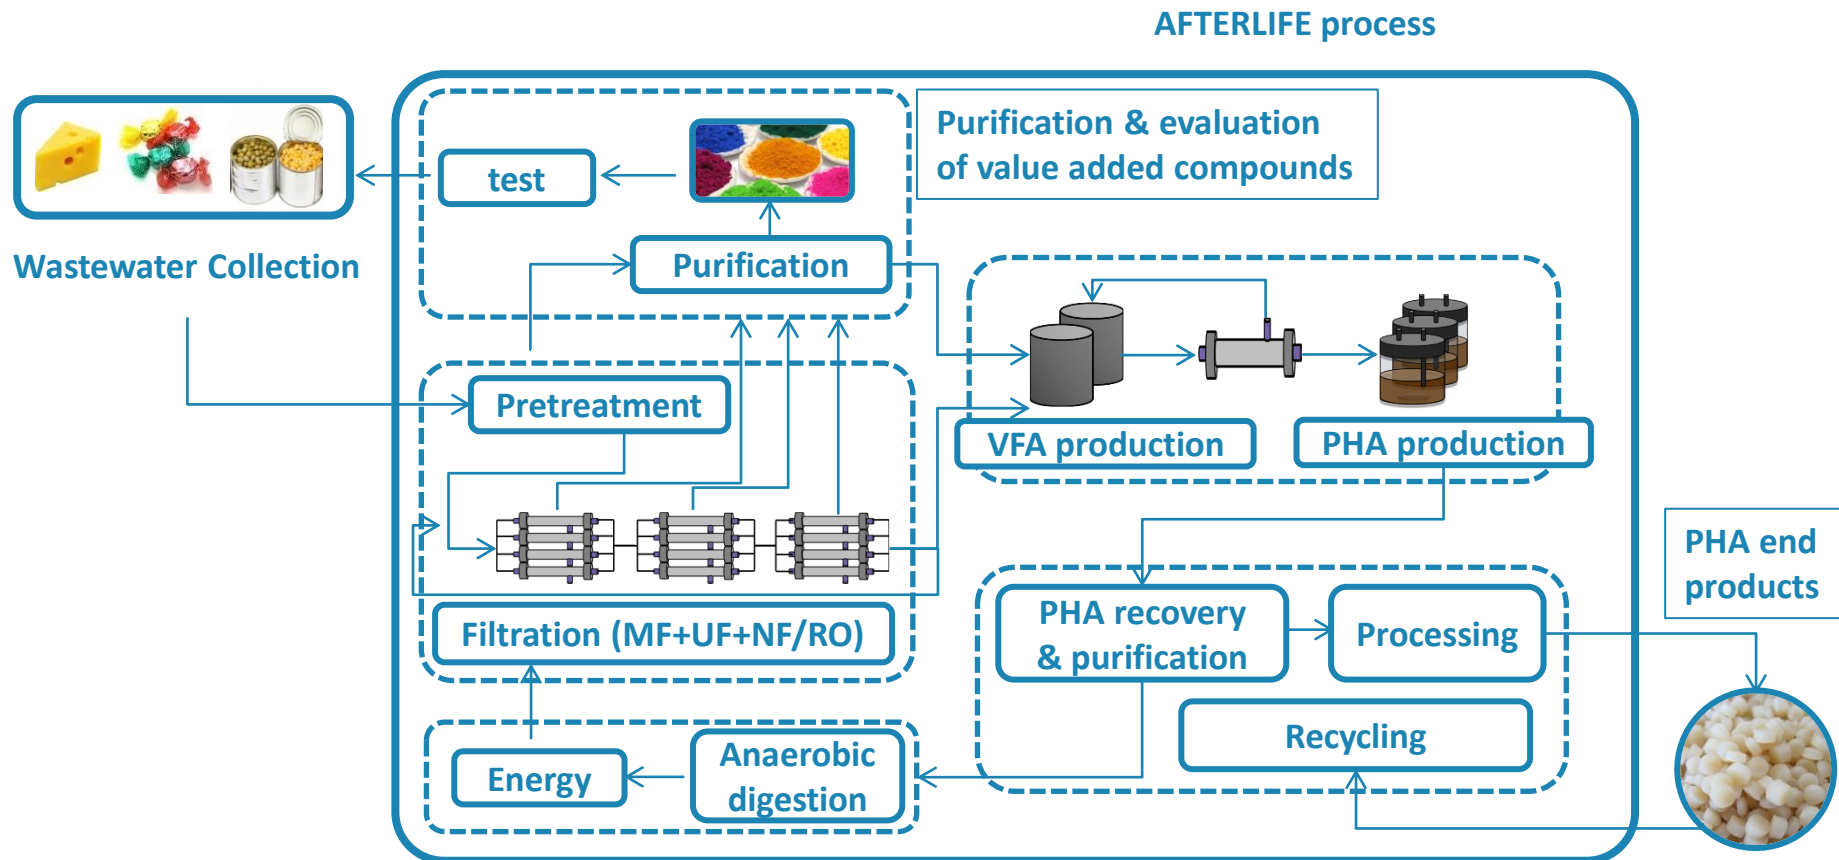 AFTERLIFE process
Purification & evaluation
of value added compounds
test
Purification
Wastewater Collection
Pretreatment
VFA production
PHA production
PHA end
products
Filtration (MF+UF+NF/RO)
PHA recovery
& purification
Processing
Recycling
Anaerobic
digestion
Energy